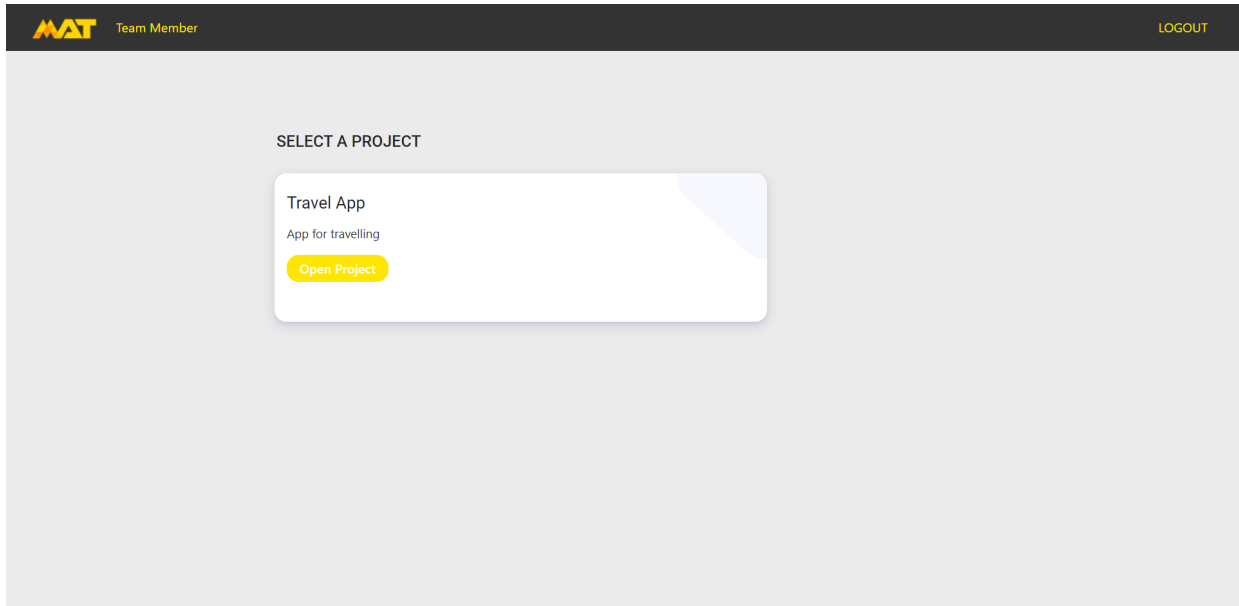 MAT Team Member LOGOUT
SELECT A PROJECT
Travel App
App for travelling
Open Project